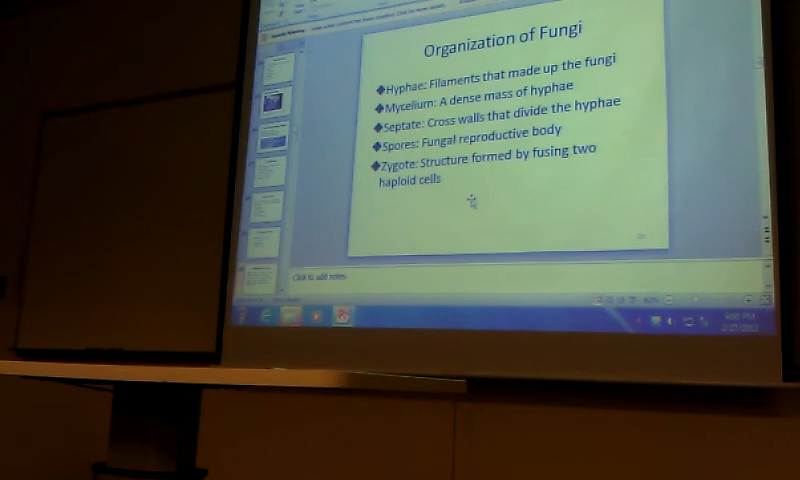 Organization of Fungi
❖Hyphae: Filaments that made up the fungi
❖Mycelium: A dense mass of hyphae
❖Septate: Cross walls that divide the hyphae
❖Spores: Fungal reproductive body
❖Zygote: Structure formed by fusing two
haploid cells
Click to add notes